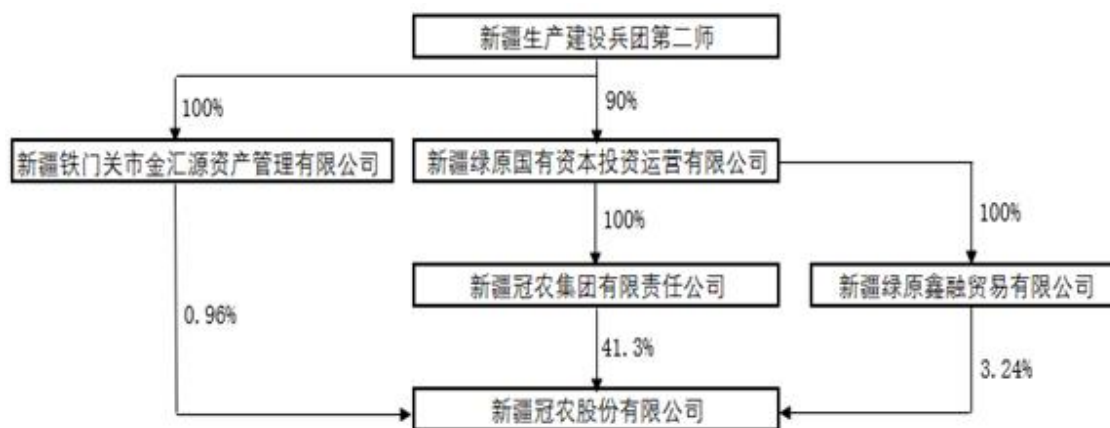 新疆生产建设兵团第二师
100%
90%
新疆铁门关市金汇源资产管理有限公司
新疆绿原国有资本投资运营有限公司
100%
100%
新疆冠农集团有限责任公司
新疆绿原鑫融贸易有限公司
0.96%
41.3%
3.24%
新疆冠农股份有限公司